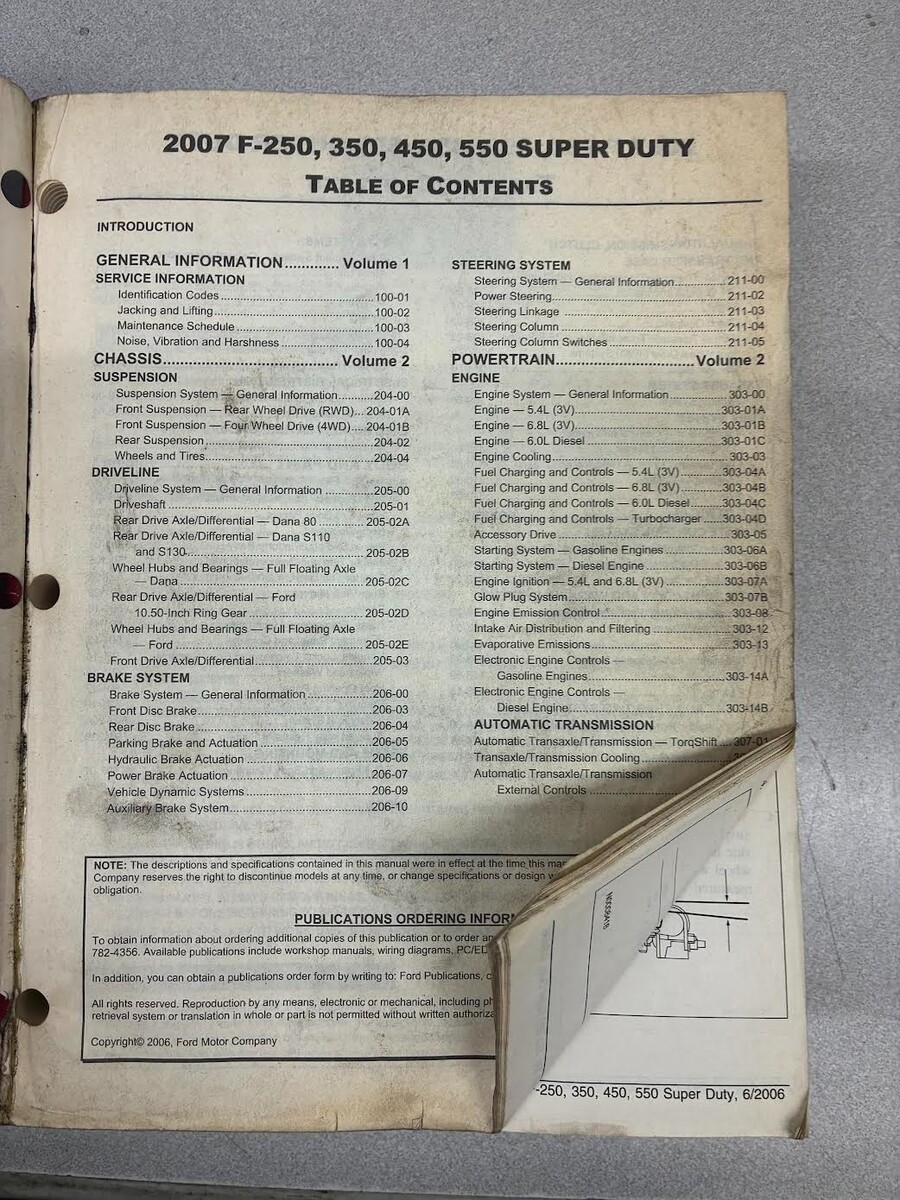 2007 F-250, 350, 450, 550 SUPER DUTY
TABLE OF CONTENTS
INTRODUCTION
GENERAL INFORMATION............. Volume 1
SERVICE INFORMATION
Identification Codes ............ 100-01
Jacking and Lifting ............ 100-02
Maintenance Schedule ............ 100-03
Noise, Vibration and Harshness ............ 100-04
CHASSIS............ Volume 2
SUSPENSION
Suspension System — General Information ............ 204-00
Front Suspension — Rear Wheel Drive (RWD)... 204-01A
Front Suspension — Four Wheel Drive (4WD).... 204-01B
Rear Suspension ............ 204-02
Wheels and Tires ............ 204-04
DRIVELINE
Driveline System — General Information ............ 205-00
Driveshaft ............ 205-01
Rear Drive Axle/Differential — Dana 80 ............ 205-02A
Rear Drive Axle/Differential — Dana S110
and S130 ............ 205-02B
Wheel Hubs and Bearings — Full Floating Axle
— Dana ............ 205-02C
Rear Drive Axle/Differential — Ford
10.50-Inch Ring Gear ............ 205-02D
Wheel Hubs and Bearings — Full Floating Axle
— Ford ............ 205-02E
Front Drive Axle/Differential ............ 205-03
BRAKE SYSTEM
Brake System — General Information ............ 206-00
Front Disc Brake ............ 206-03
Rear Disc Brake ............ 206-04
Parking Brake and Actuation ............ 206-05
Hydraulic Brake Actuation ............ 206-06
Power Brake Actuation ............ 206-07
Vehicle Dynamic Systems ............ 206-09
Auxiliary Brake System ............ 206-10
STEERING SYSTEM
Steering System — General Information ............ 211-00
Power Steering ............ 211-02
Steering Linkage ............ 211-03
Steering Column ............ 211-04
Steering Column Switches ............ 211-05
POWERTRAIN............ Volume 2
ENGINE
Engine System — General Information ............ 303-00
Engine — 5.4L (3V) ............ 303-01A
Engine — 6.8L (3V) ............ 303-01B
Engine — 6.0L Diesel ............ 303-01C
Engine Cooling ............ 303-03
Fuel Charging and Controls — 5.4L (3V) ............ 303-04A
Fuel Charging and Controls — 6.8L (3V) ............ 303-04B
Fuel Charging and Controls — 6.0L Diesel ............ 303-04C
Fuel Charging and Controls — Turbocharger ...... 303-04D
Accessory Drive ............ 303-05
Starting System — Gasoline Engines ............ 303-06A
Starting System — Diesel Engine ............ 303-06B
Engine Ignition — 5.4L and 6.8L (3V) ............ 303-07A
Glow Plug System ............ 303-07B
Engine Emission Control ............ 303-08
Intake Air Distribution and Filtering ............ 303-12
Evaporative Emissions ............ 303-13
Electronic Engine Controls —
Gasoline Engines ............ 303-14A
Electronic Engine Controls —
Diesel Engine ............ 303-14B
AUTOMATIC TRANSMISSION
Automatic Transaxle/Transmission — TorqShift .... 307-01
Transaxle/Transmission Cooling ............
Automatic Transaxle/Transmission
External Controls ............
NOTE: The descriptions and specifications contained in this manual were in effect at the time this
Company reserves the right to discontinue models at any time, or change specifications or design
obligation.
PUBLICATIONS ORDERING
To obtain information about ordering additional copies of this publication or to order
782-4356. Available publications include workshop manuals, wiring diagrams,
In addition, you can obtain a publications order form by writing to: Ford Publications,
All rights reserved. Reproduction by any means, electronic or mechanical, including
retrieval system or translation in whole or part is not permitted without written
Copyright© 2006, Ford Motor Company
-250, 350, 450, 550 Super Duty, 6/2006